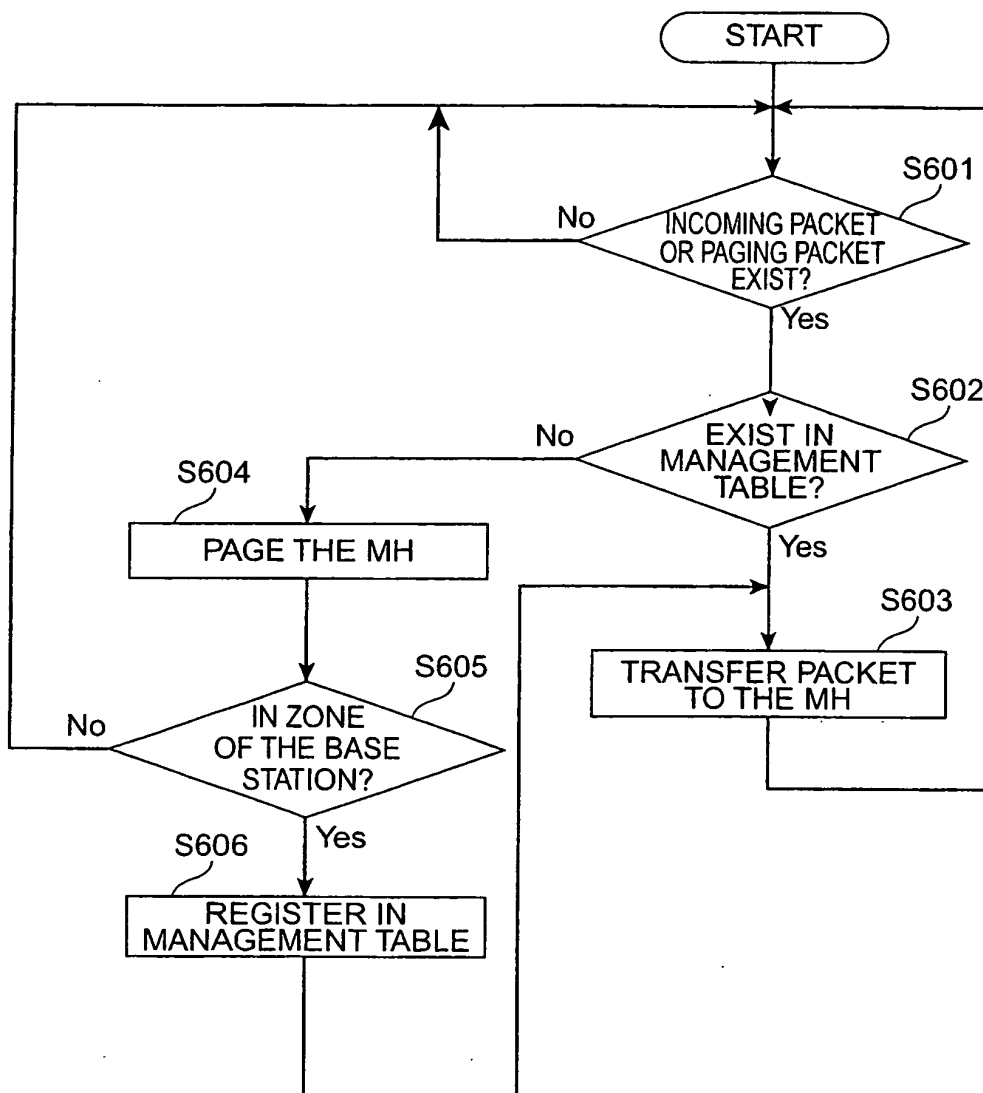 START
S601
No
INCOMING PACKET
OR PAGING PACKET
EXIST?
Yes
S602
No
EXIST IN
MANAGEMENT
TABLE?
Yes
S604
PAGE THE MH
S603
TRANSFER PACKET
TO THE MH
S605
No
IN ZONE
OF THE BASE
STATION?
Yes
S606
REGISTER IN
MANAGEMENT TABLE